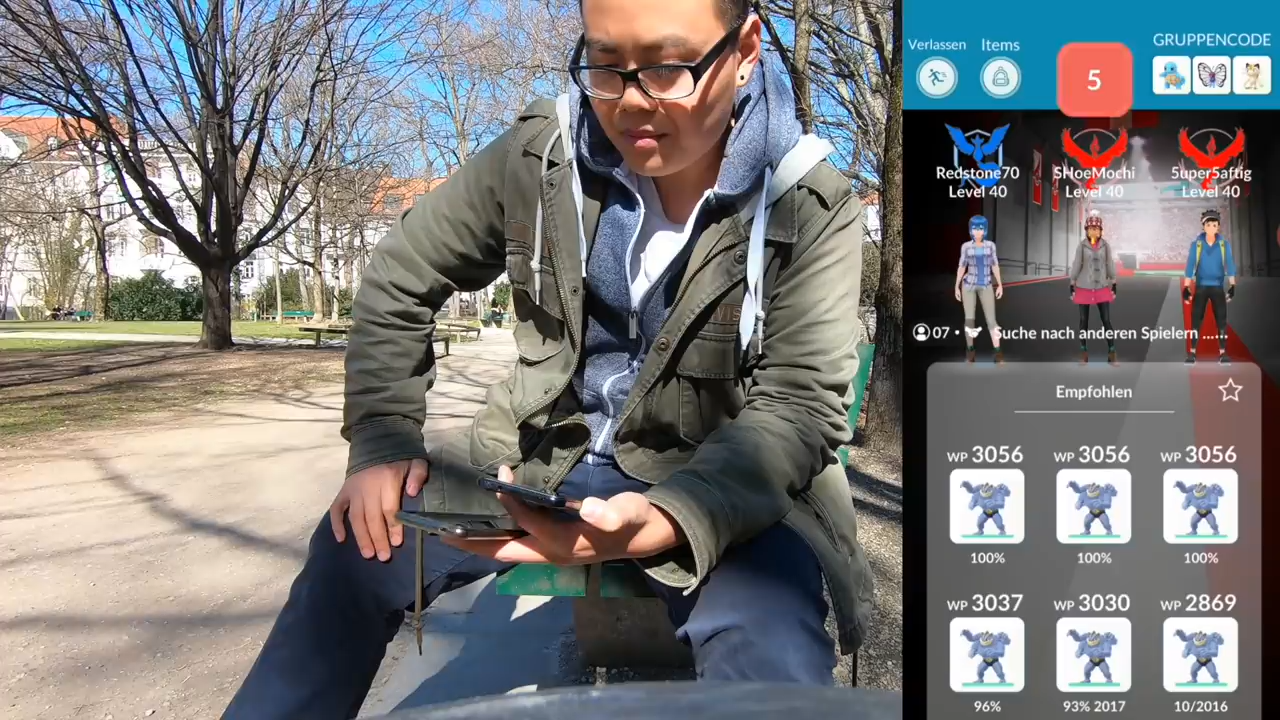 Verlassen
Items
5
GRUPPENCODE
Redstone70
Level 40
SHoeMochi
Level 40
5uper5aftig
Level 40
07 • Suche nach anderen Spielern ......
Empfohlen
WP 3056
WP 3056
WP 3056
100%
100%
100%
WP 3037
WP 3030
WP 2869
96%
93% 2017
10/2016